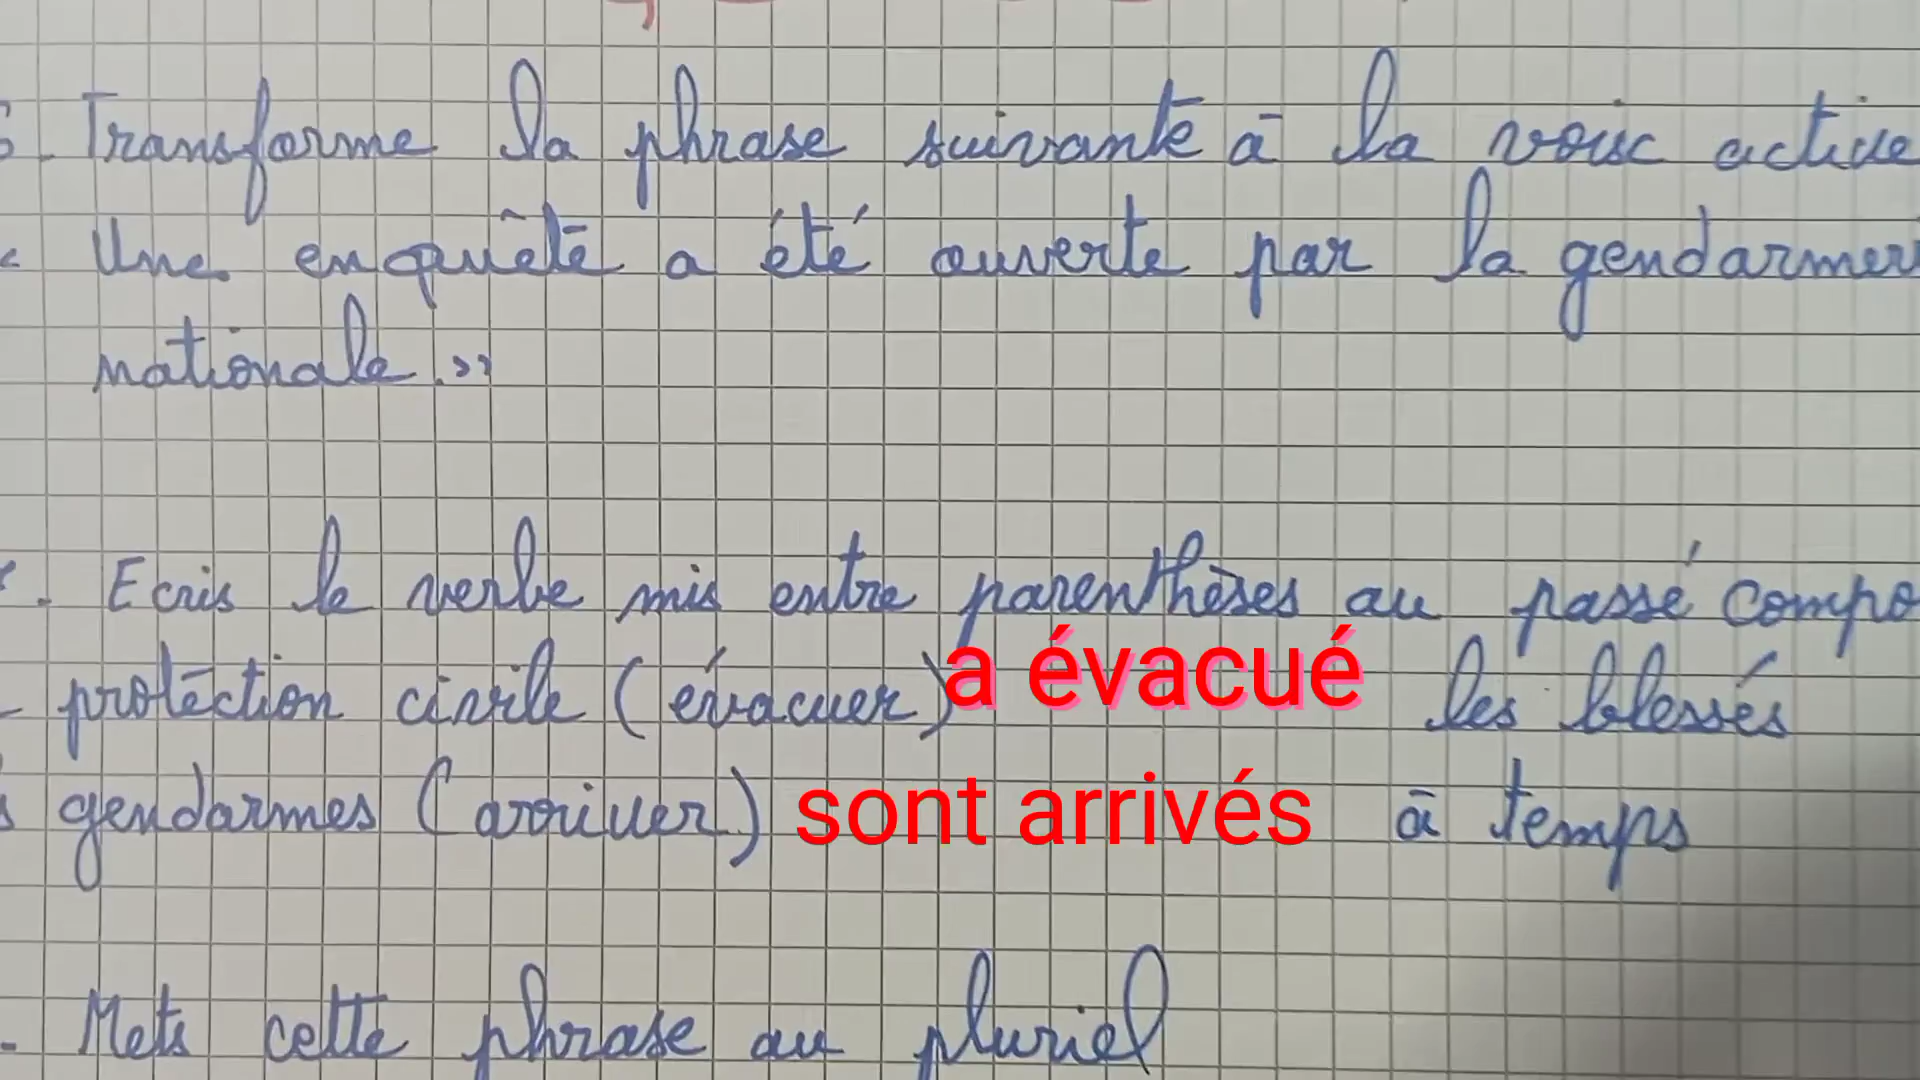 . Transforme la phrase suivante à la voix active
Une enquête a été ouverte par la gendarmeri
nationale.»
. Ecris le verbe mis entre parenthèses au passé compo
- protection civile (évacuer) a évacué les blessés
s gendarmes (arriver) sont arrivés à temps
- Mets cette phrase au pluriel